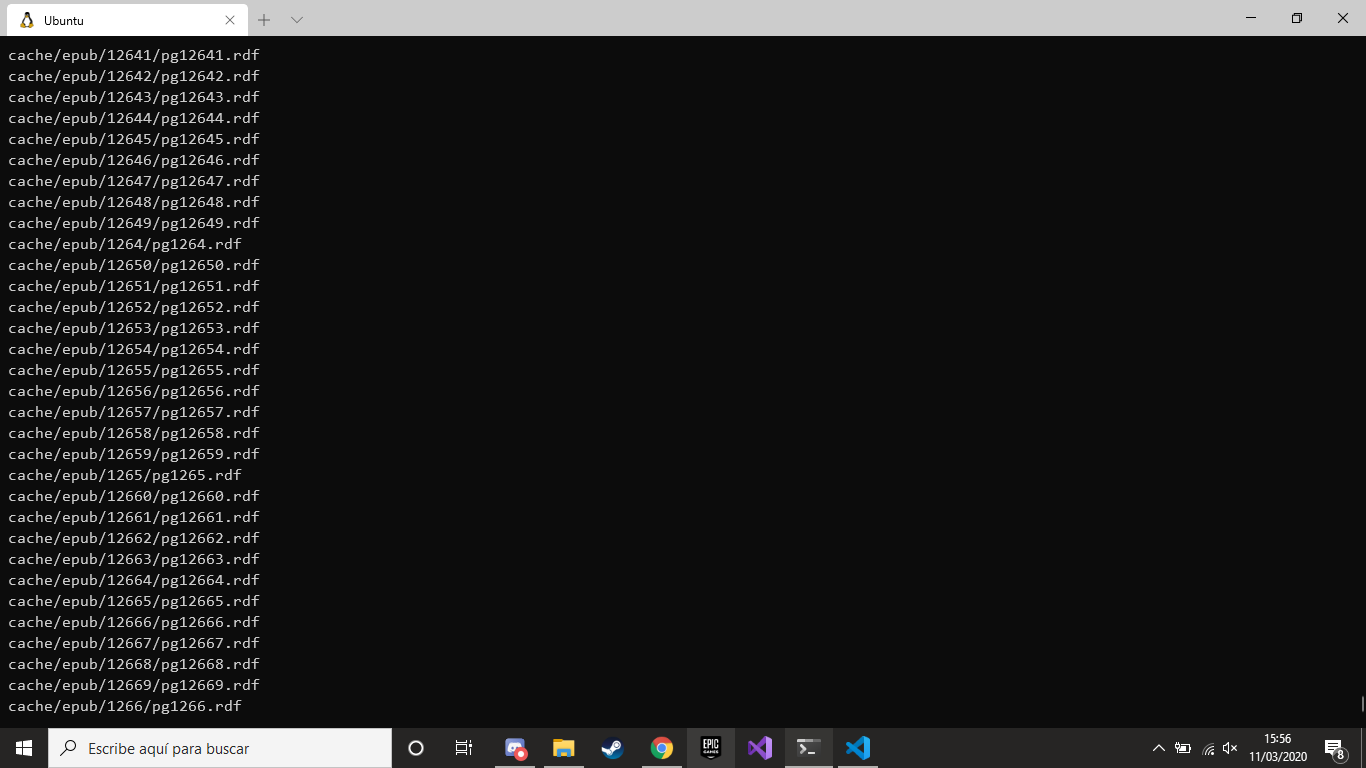 Ubuntu
cache/epub/12641/pg12641.rdf
cache/epub/12642/pg12642.rdf
cache/epub/12643/pg12643.rdf
cache/epub/12644/pg12644.rdf
cache/epub/12645/pg12645.rdf
cache/epub/12646/pg12646.rdf
cache/epub/12647/pg12647.rdf
cache/epub/12648/pg12648.rdf
cache/epub/12649/pg12649.rdf
cache/epub/1264/pg1264.rdf
cache/epub/12650/pg12650.rdf
cache/epub/12651/pg12651.rdf
cache/epub/12652/pg12652.rdf
cache/epub/12653/pg12653.rdf
cache/epub/12654/pg12654.rdf
cache/epub/12655/pg12655.rdf
cache/epub/12656/pg12656.rdf
cache/epub/12657/pg12657.rdf
cache/epub/12658/pg12658.rdf
cache/epub/12659/pg12659.rdf
cache/epub/1265/pg1265.rdf
cache/epub/12660/pg12660.rdf
cache/epub/12661/pg12661.rdf
cache/epub/12662/pg12662.rdf
cache/epub/12663/pg12663.rdf
cache/epub/12664/pg12664.rdf
cache/epub/12665/pg12665.rdf
cache/epub/12666/pg12666.rdf
cache/epub/12667/pg12667.rdf
cache/epub/12668/pg12668.rdf
cache/epub/12669/pg12669.rdf
cache/epub/1266/pg1266.rdf
Escribe aquí para buscar
EPIC
GAMES
15:56
11/03/2020
8